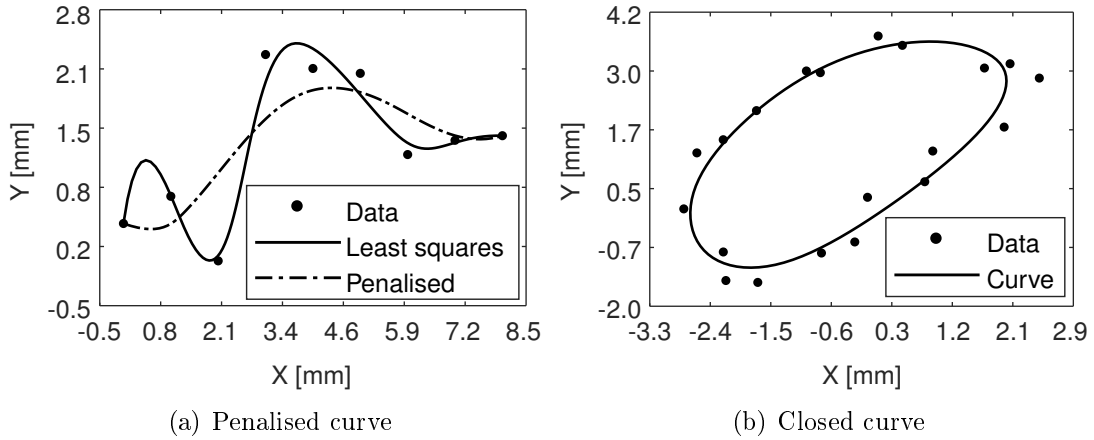 2.8
2.1
1.5
0.8
0.2
-0.5
Y [mm]
Data
Least squares
Penalised
-0.5 0.8 2.1 3.4 4.6 5.9 7.2 8.5
X [mm]
(a) Penalised curve
4.2
3.0
1.7
0.5
-0.7
-2.0
Y [mm]
Data
Curve
-3.3 -2.4 -1.5 -0.6 0.3 1.2 2.1 2.9
X [mm]
(b) Closed curve